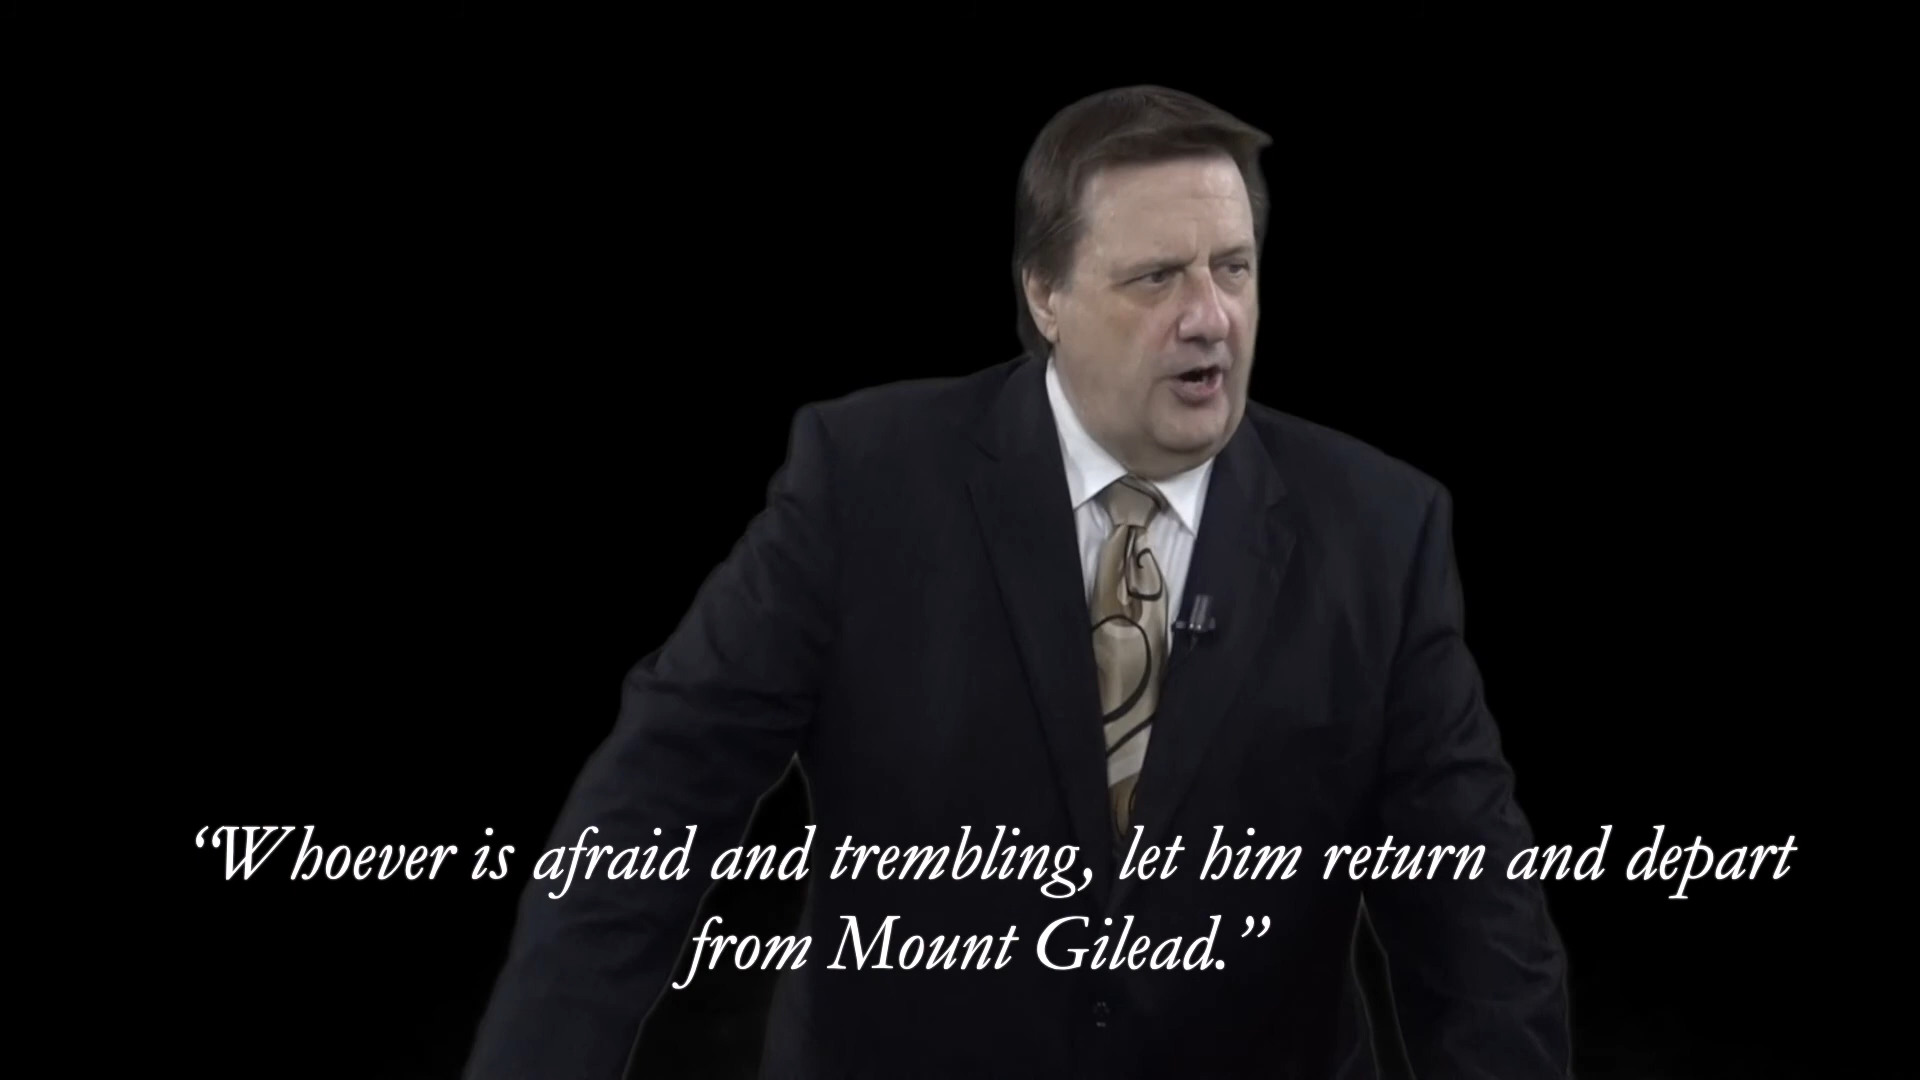 “Whoever is afraid and trembling, let him return and depart
from Mount Gilead.”